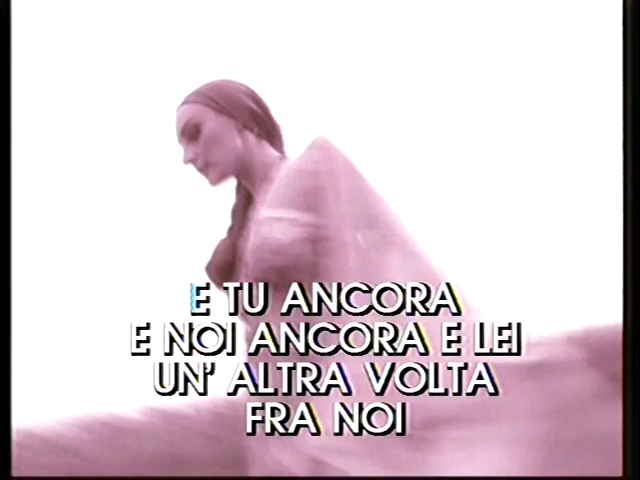 E TU ANCORA
E NOI ANCORA E LEI
UN' ALTRA VOLTA
FRA NOI